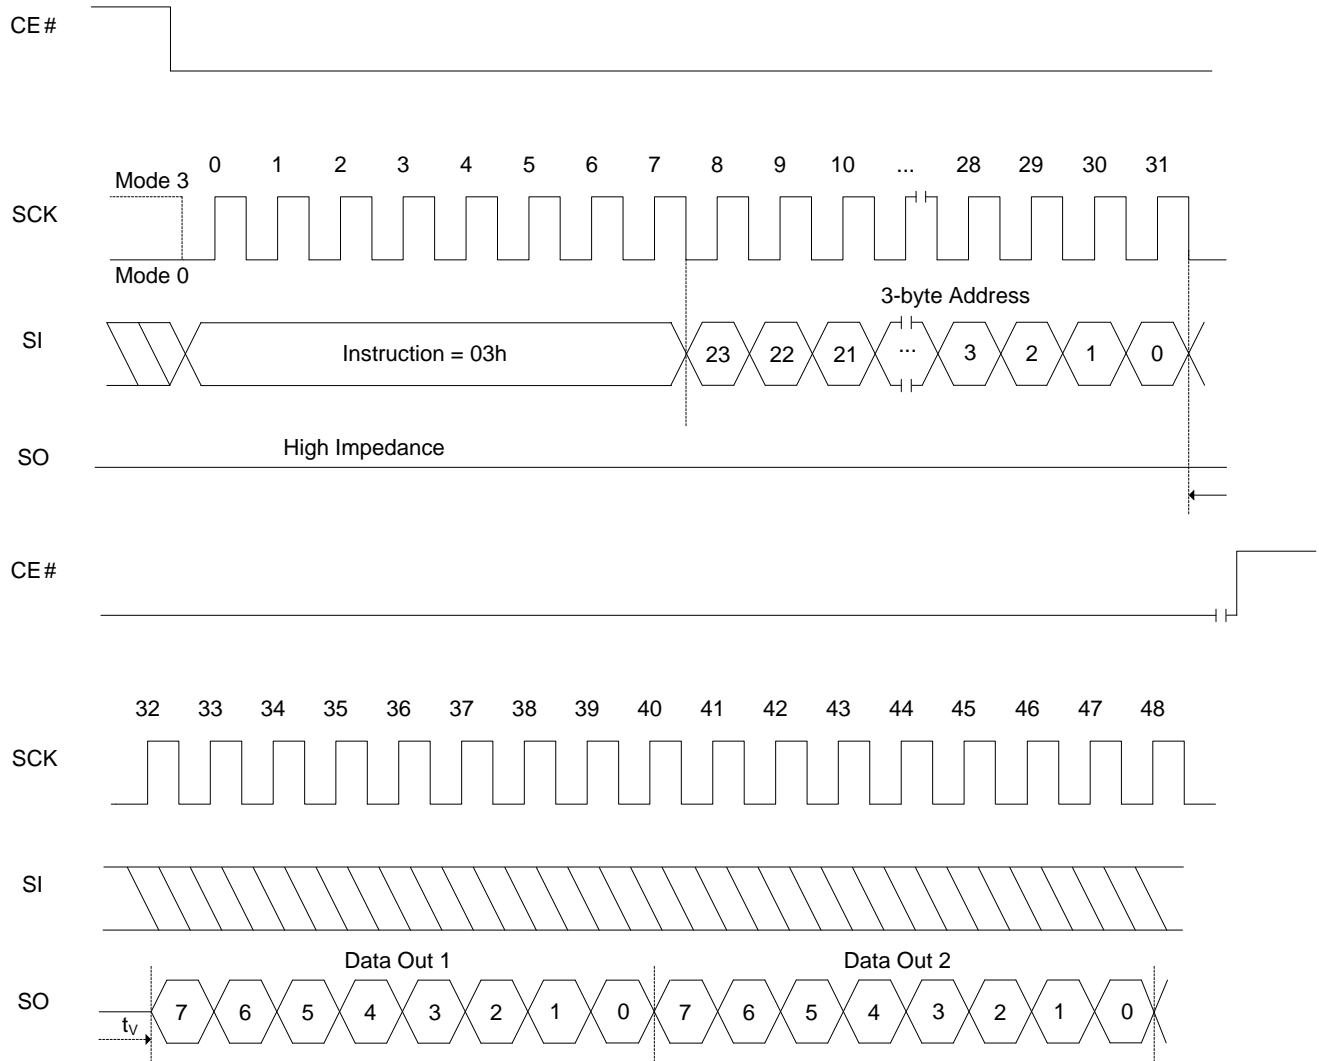 CE#
0 1 2 3 4 5 6 7 8 9 10 ... 28 29 30 31
Mode 3
SCK
Mode 0
3-byte Address
SI
Instruction = 03h
23 22 21 ... 3 2 1 0
High Impedance
SO
CE#
32 33 34 35 36 37 38 39 40 41 42 43 44 45 46 47 48
SCK
SI
Data Out 1 Data Out 2
SO
7 6 5 4 3 2 1 0 7 6 5 4 3 2 1 0
tV